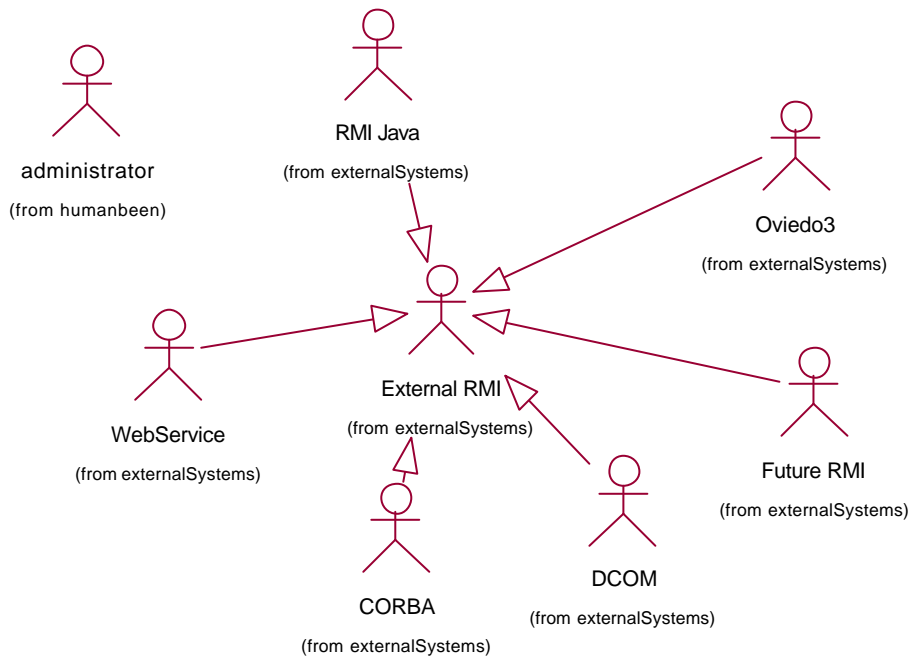 RMI Java
(from externalSystems)
administrator
(from humanbeen)
Oviedo3
(from externalSystems)
External RMI
(from externalSystems)
WebService
(from externalSystems)
Future RMI
(from externalSystems)
DCOM
(from externalSystems)
CORBA
(from externalSystems)